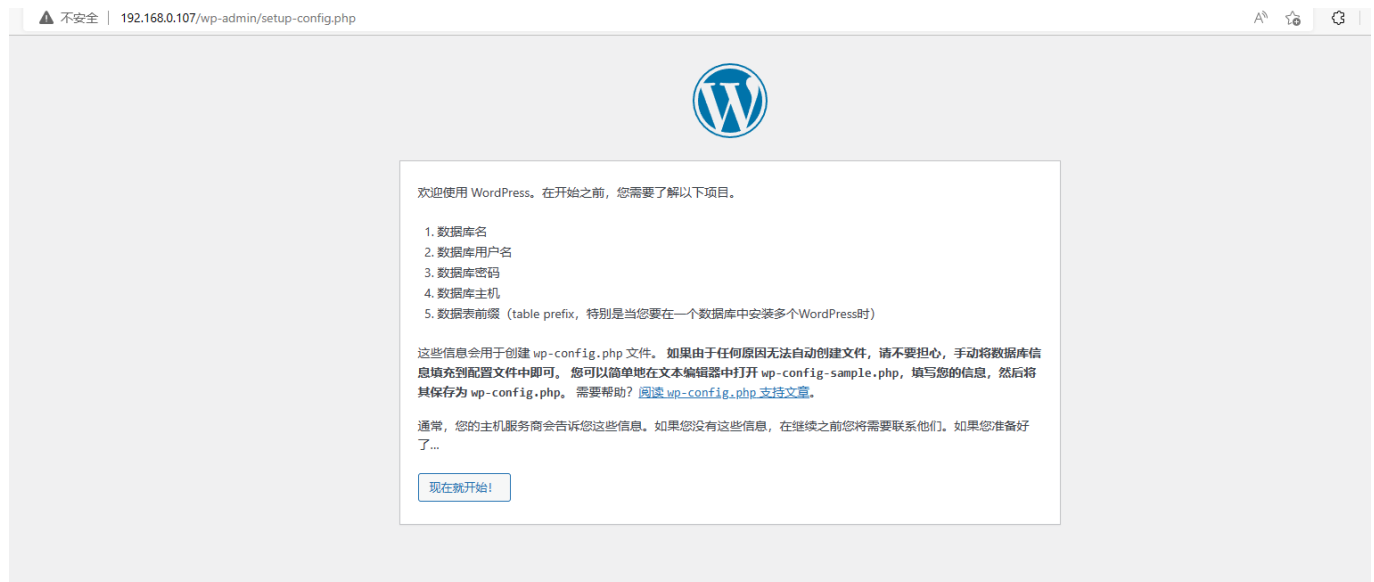 不安全 192.168.0.107/wp-admin/setup-config.php
欢迎使用 WordPress。在开始之前，您需要了解以下项目。
1. 数据库名
2. 数据库用户名
3. 数据库密码
4. 数据库主机
5. 数据表前缀（table prefix，特别是当您要在一个数据库中安装多个WordPress时）
这些信息会用于创建 wp-config.php 文件。 如果由于任何原因无法自动创建文件，请不要担心，手动将数据库信
息填充到配置文件中即可。 您可以简单地在文本编辑器中打开 wp-config-sample.php，填写您的信息，然后将
其保存为 wp-config.php。 需要帮助？阅读 wp-config.php 支持文章。
通常，您的主机服务商会告诉您这些信息。如果您没有这些信息，在继续之前您将需要联系他们。如果您准备好
了...
现在就开始！